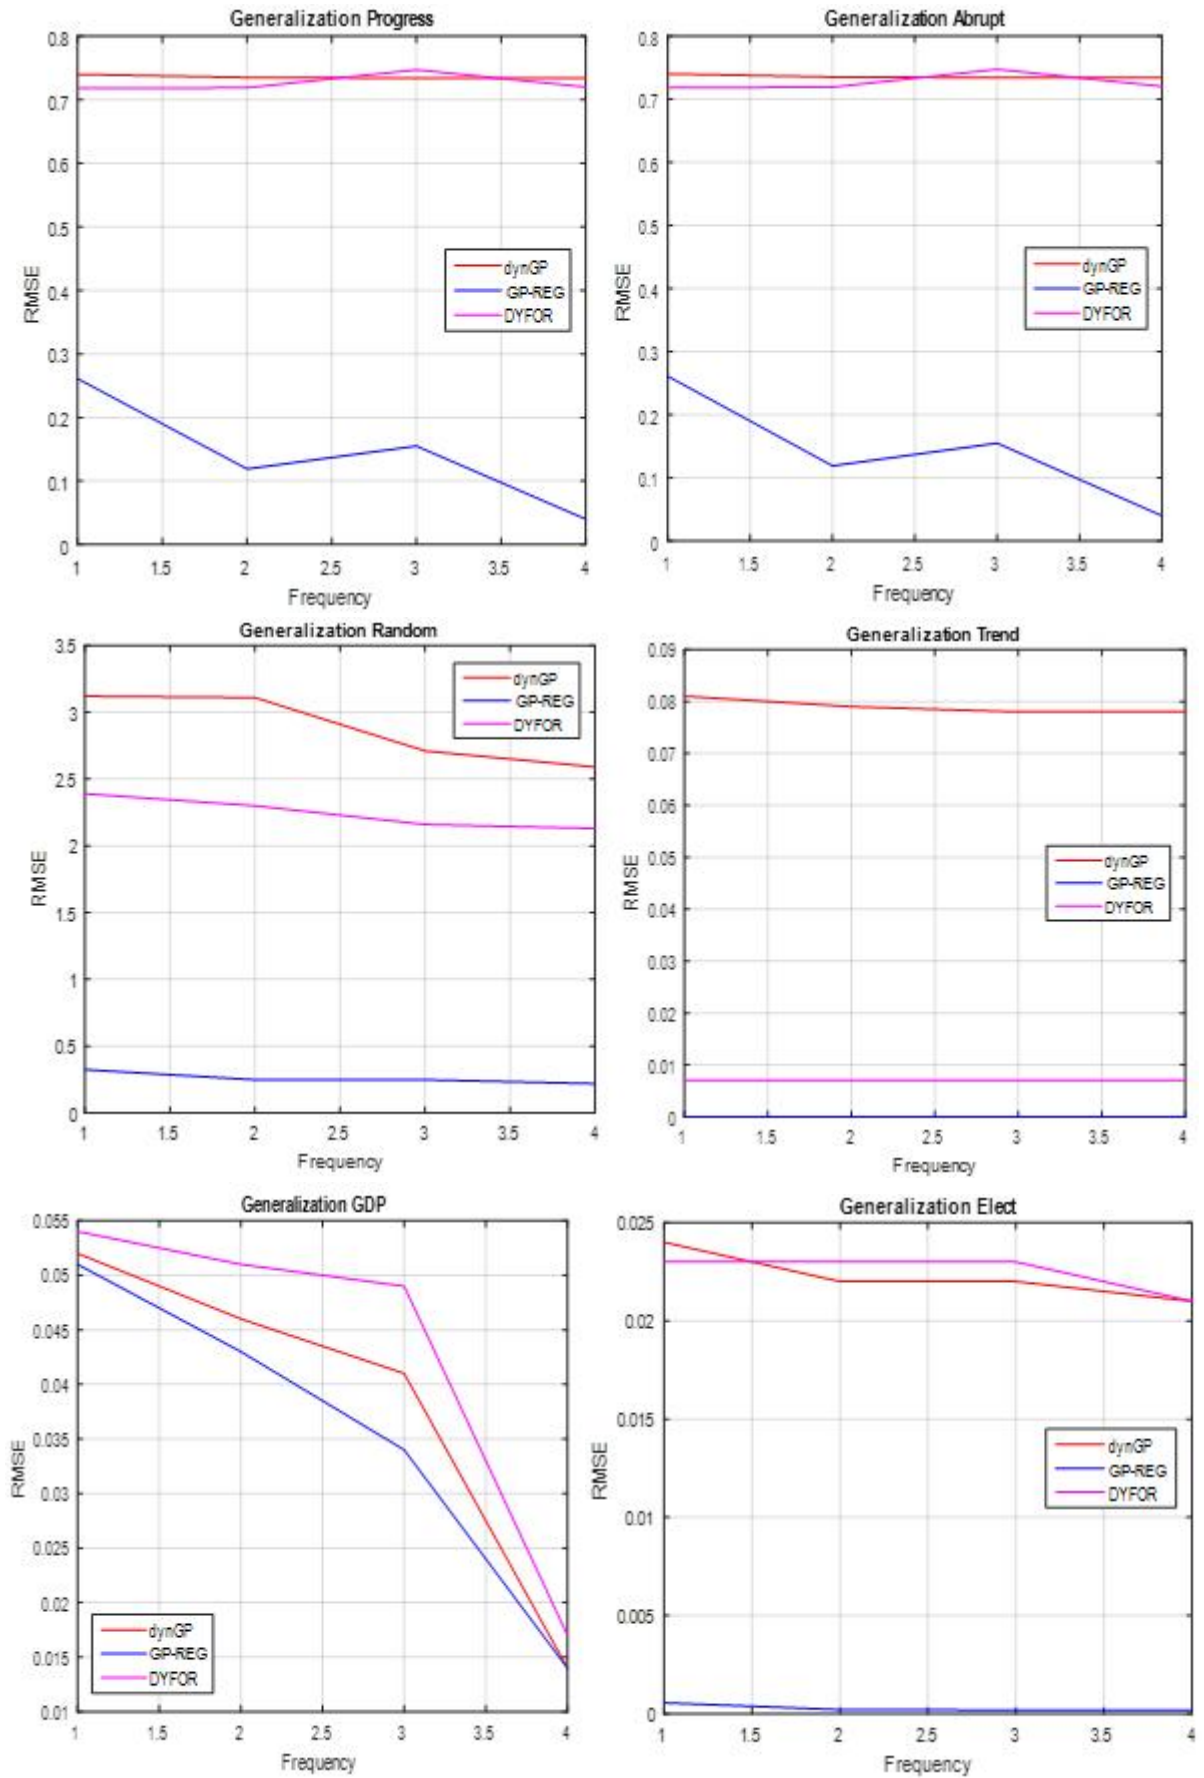 Generalization Progress
0.8
0.7
0.6
0.5
0.4
0.3
0.2
0.1
0
RMSE
dynGP
GP-REG
DYFOR
1 1.5 2 2.5 3 3.5 4
Frequency
Generalization Abrupt
0.8
0.7
0.6
0.5
0.4
0.3
0.2
0.1
0
RMSE
dynGP
GP-REG
DYFOR
1 1.5 2 2.5 3 3.5 4
Frequency
Generalization Random
3.5
3
2.5
2
1.5
1
0.5
0
RMSE
dynGP
GP-REG
DYFOR
1 1.5 2 2.5 3 3.5 4
Frequency
Generalization Trend
0.09
0.08
0.07
0.06
0.05
0.04
0.03
0.02
0.01
0
RMSE
dynGP
GP-REG
DYFOR
1 1.5 2 2.5 3 3.5 4
Frequency
Generalization GDP
0.055
0.05
0.045
0.04
0.035
0.03
0.025
0.02
0.015
0.01
RMSE
dynGP
GP-REG
DYFOR
1 1.5 2 2.5 3 3.5 4
Frequency
Generalization Elect
0.025
0.02
0.015
0.01
0.005
0
RMSE
dynGP
GP-REG
DYFOR
1 1.5 2 2.5 3 3.5 4
Frequency